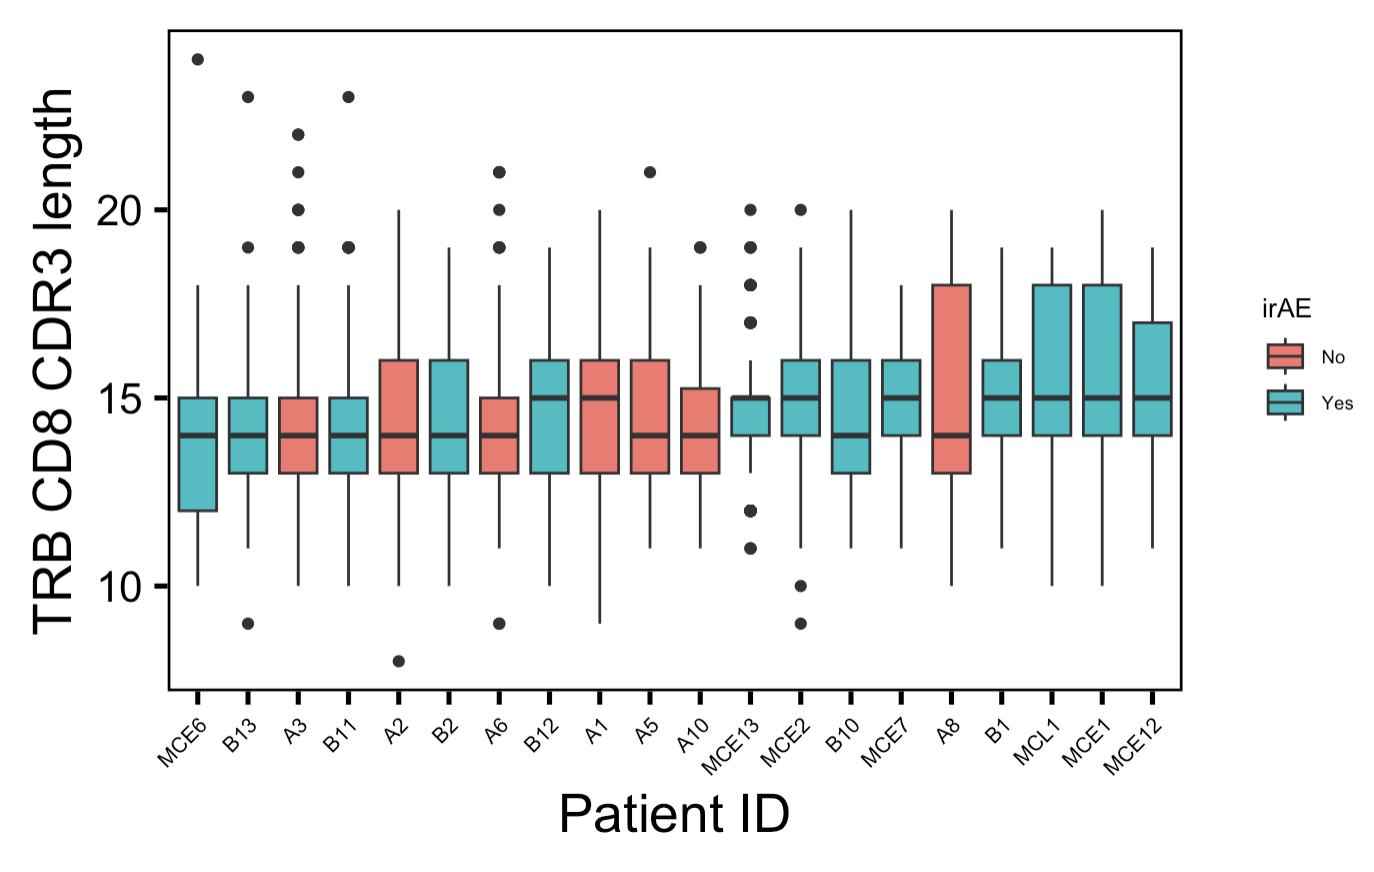 TRB CD8 CDR3 length
20
15
10
MCE6
B13
A3
B11
A2
B2
A6
B12
A1
A5
A10
MCE13
MCE2
B10
MCE7
A8
B1
MCL1
MCE1
MCE12
Patient ID
irAE
No
Yes